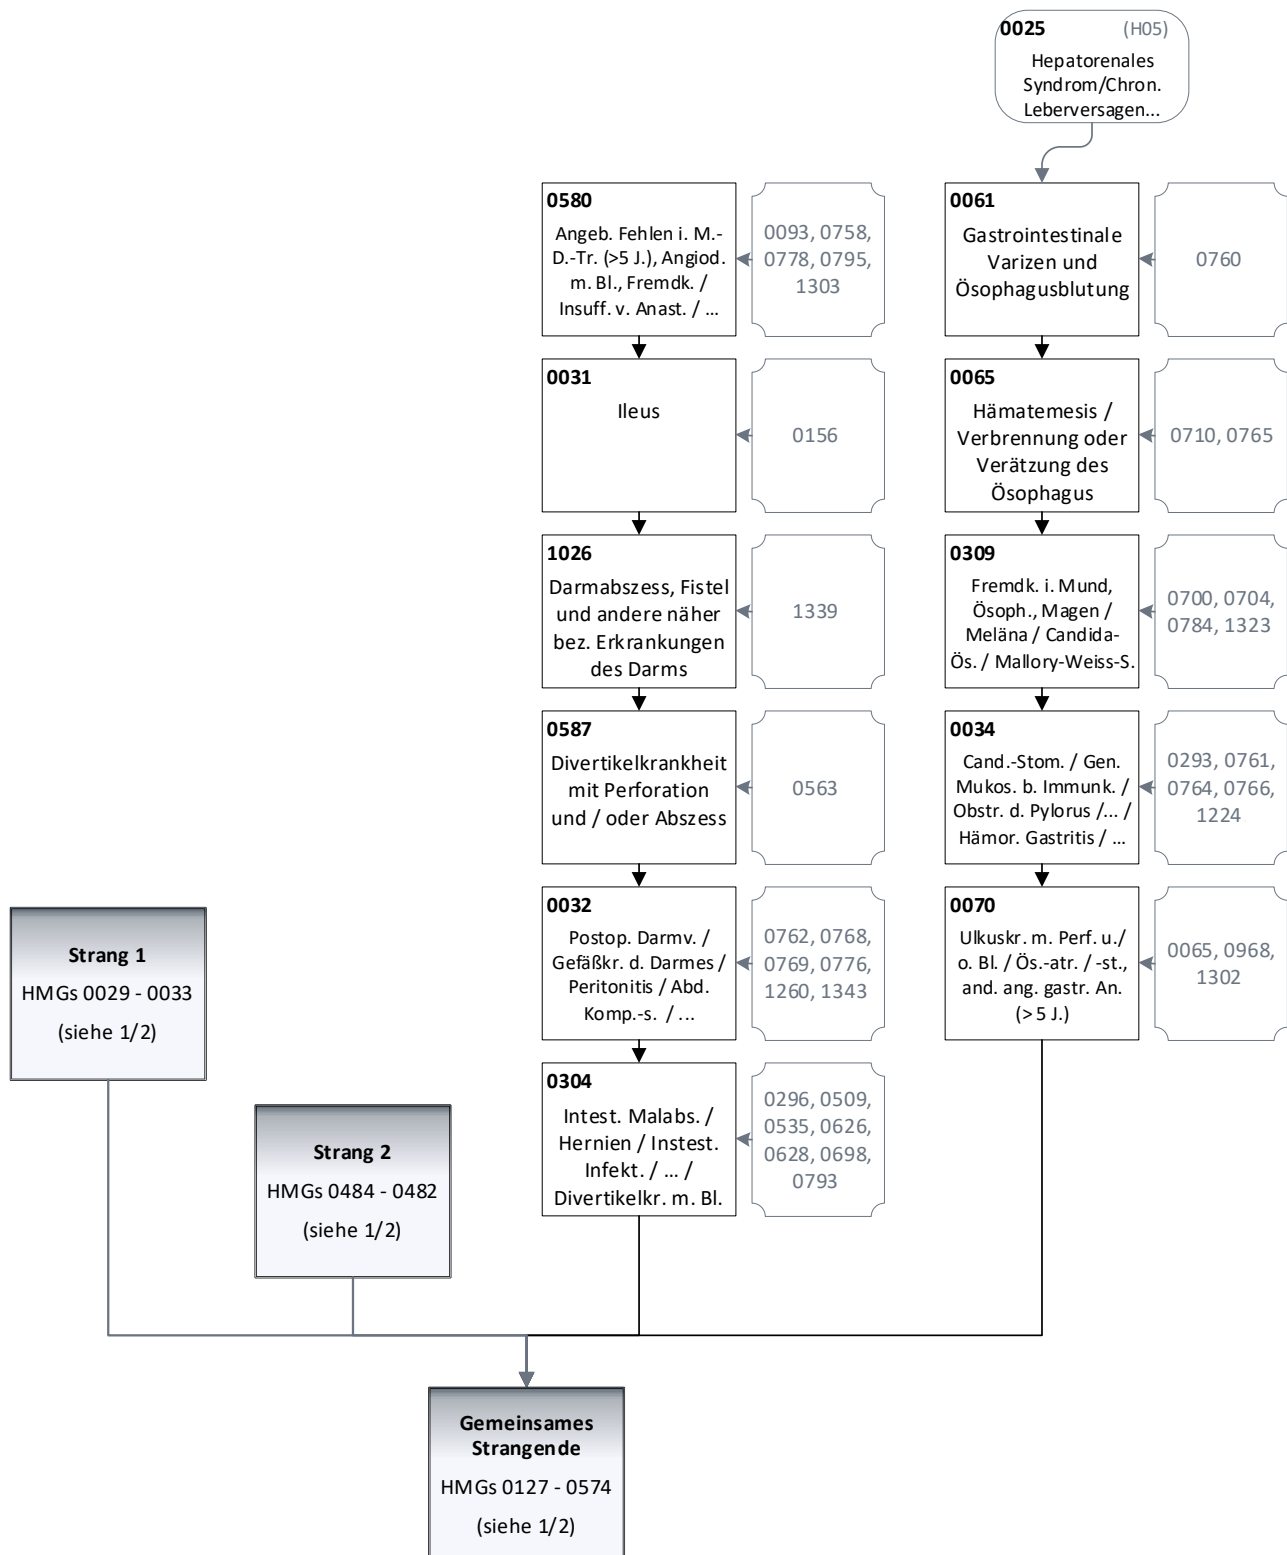 0025 (H05)
Hepatorenales
Syndrom/Chron.
Leberversagen...
0580
Angeb. Fehlen i. M.-
D.-Tr. (>5 J.), Angiod.
m. Bl., Fremdk. /
Insuff. v. Anast. / ...
0093, 0758,
0778, 0795,
1303
0061
Gastrointestinale
Varizen und
Ösophagusblutung
0760
0031
Ileus
0156
0065
Hämatemesis /
Verbrennung oder
Verätzung des
Ösophagus
0710, 0765
1026
Darmabszess, Fistel
und andere näher
bez. Erkrankungen
des Darms
1339
0309
Fremdk. i. Mund,
Ösoph., Magen /
Meläna / Candida-
Ös. / Mallory-Weiss-S.
0700, 0704,
0784, 1323
0587
Divertikelkrankheit
mit Perforation
und / oder Abszess
0563
0034
Cand.-Stom. / Gen.
Mukos. b. Immunk. /
Obstr. d. Pylorus /... /
Hämor. Gastritis / ...
0293, 0761,
0764, 0766,
1224
0032
Postop. Darmv. /
Gefäßkr. d. Darmes /
Peritonitis / Abd.
Komp.-s. / ...
0762, 0768,
0769, 0776,
1260, 1343
0070
Ulkuskr. m. Perf. u./
o. Bl. / Ös.-atr. / -st.,
and. ang. gastr. An.
(> 5 J.)
0065, 0968,
1302
Strang 1
HMGs 0029 - 0033
(siehe 1/2)
0304
Intest. Malabs. /
Hernien / Instest.
Infekt. / ... /
Divertikelkr. m. Bl.
0296, 0509,
0535, 0626,
0628, 0698,
0793
Strang 2
HMGs 0484 - 0482
(siehe 1/2)
Gemeinsames
Strangende
HMGs 0127 - 0574
(siehe 1/2)